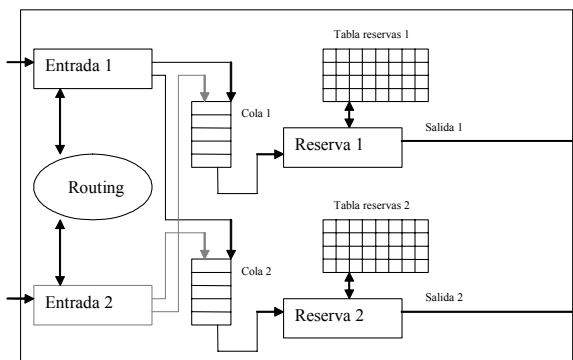 Tabla reservas 1
Entrada 1
Cola 1
Reserva 1
Salida 1
Routing
Tabla reservas 2
Cola 2
Entrada 2
Reserva 2
Salida 2